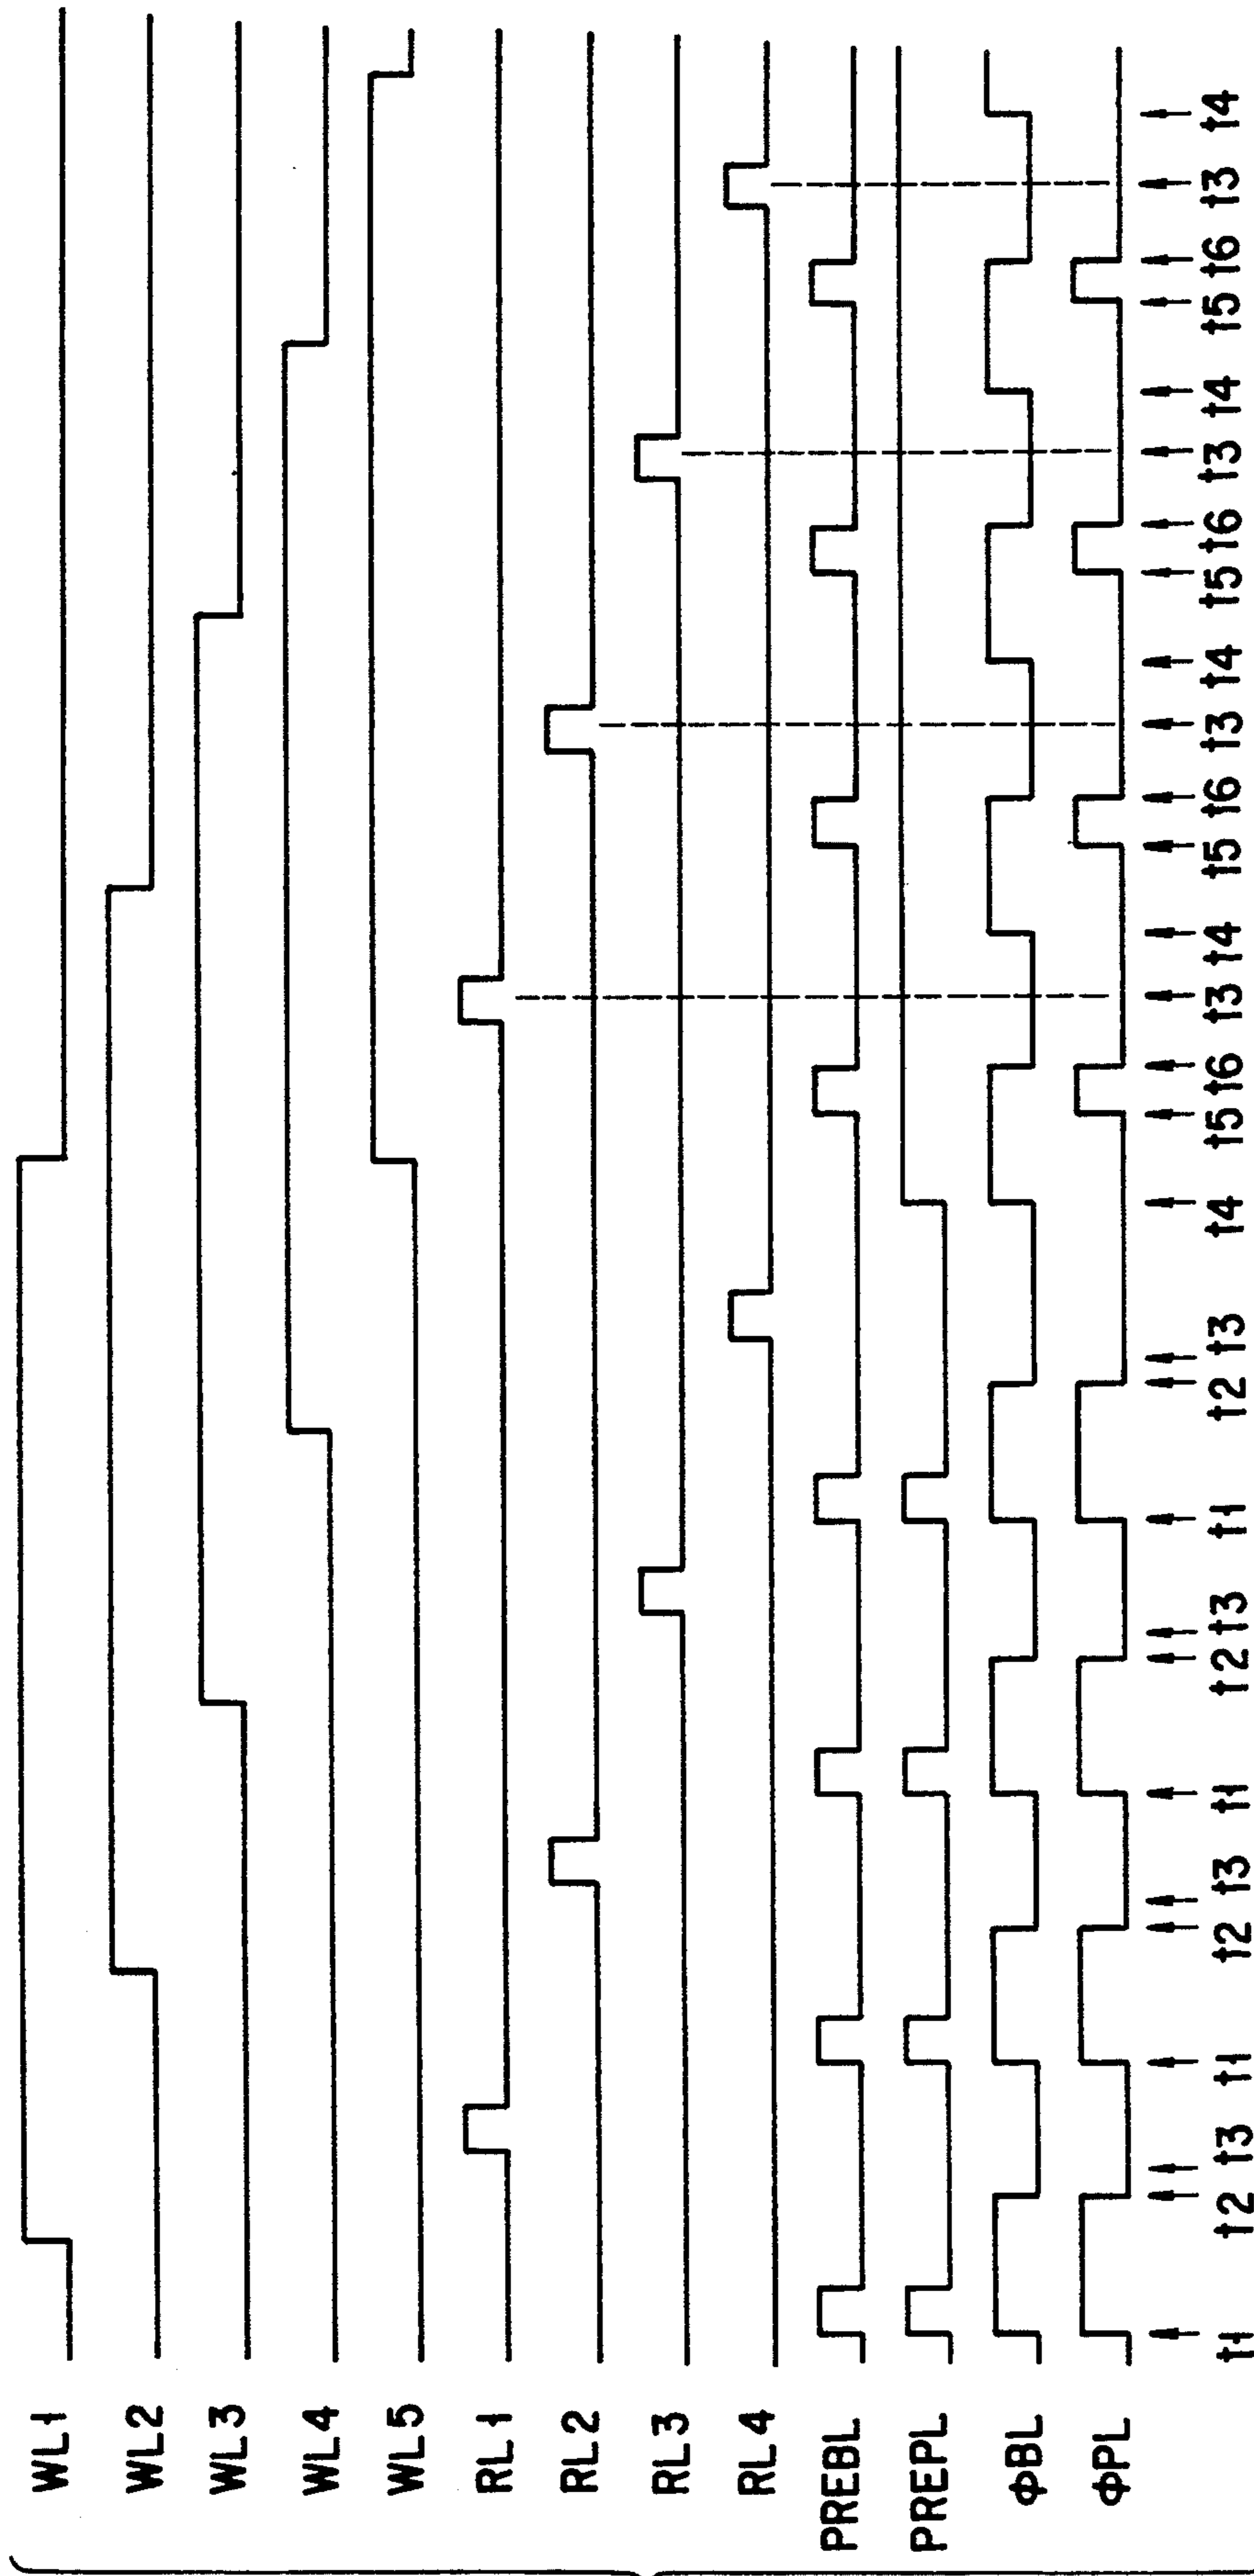 WL1
WL2
WL3
WL4
WL5
RL1
RL2
RL3
RL4
PREBL
PREPL
ΦBL
ΦPL
t1 t2 t3 t1 t2 t3 t1 t2 t3 t1 t2 t3 t4 t5 t6 t3 t4 t5 t6 t3 t4 t5 t6 t3 t4 t5 t6 t3 t4